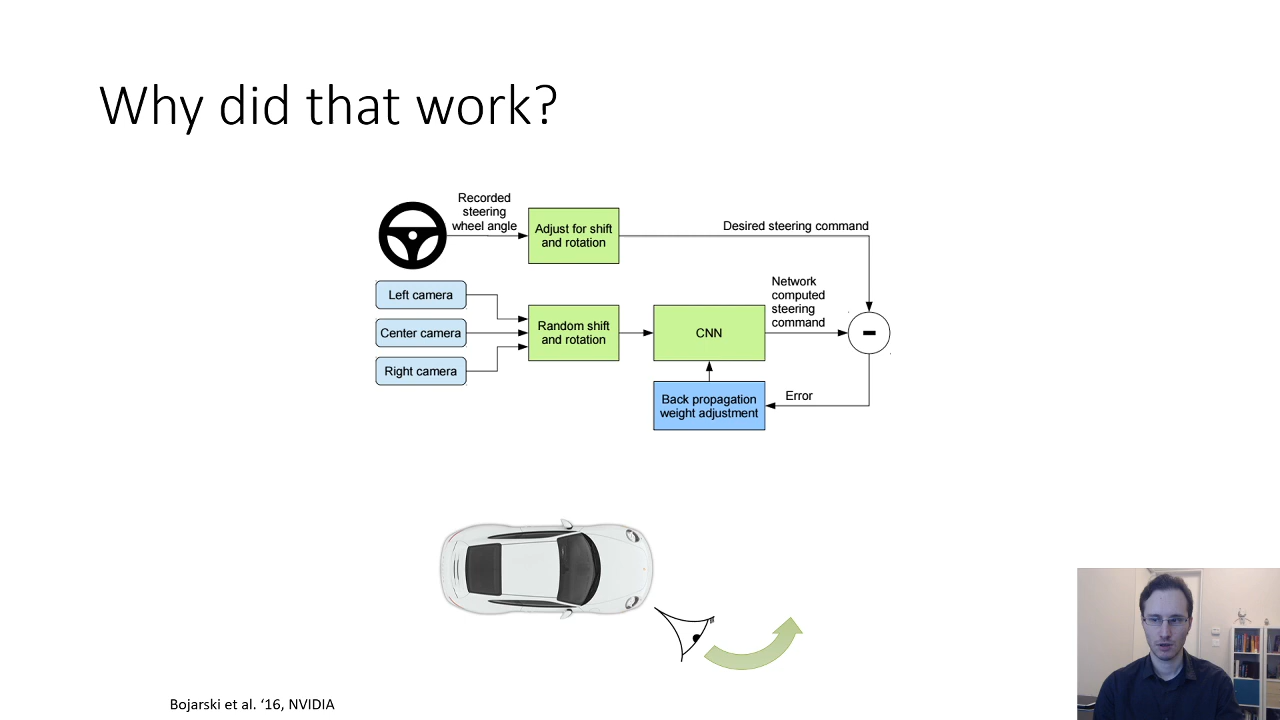 Why did that work?
Recorded
steering
wheel angle
Adjust for shift
and rotation
Desired steering command
Left camera
Center camera
Right camera
Random shift
and rotation
CNN
Network
computed
steering
command
-
Back propagation
weight adjustment
Error
Bojarski et al. ‘16, NVIDIA